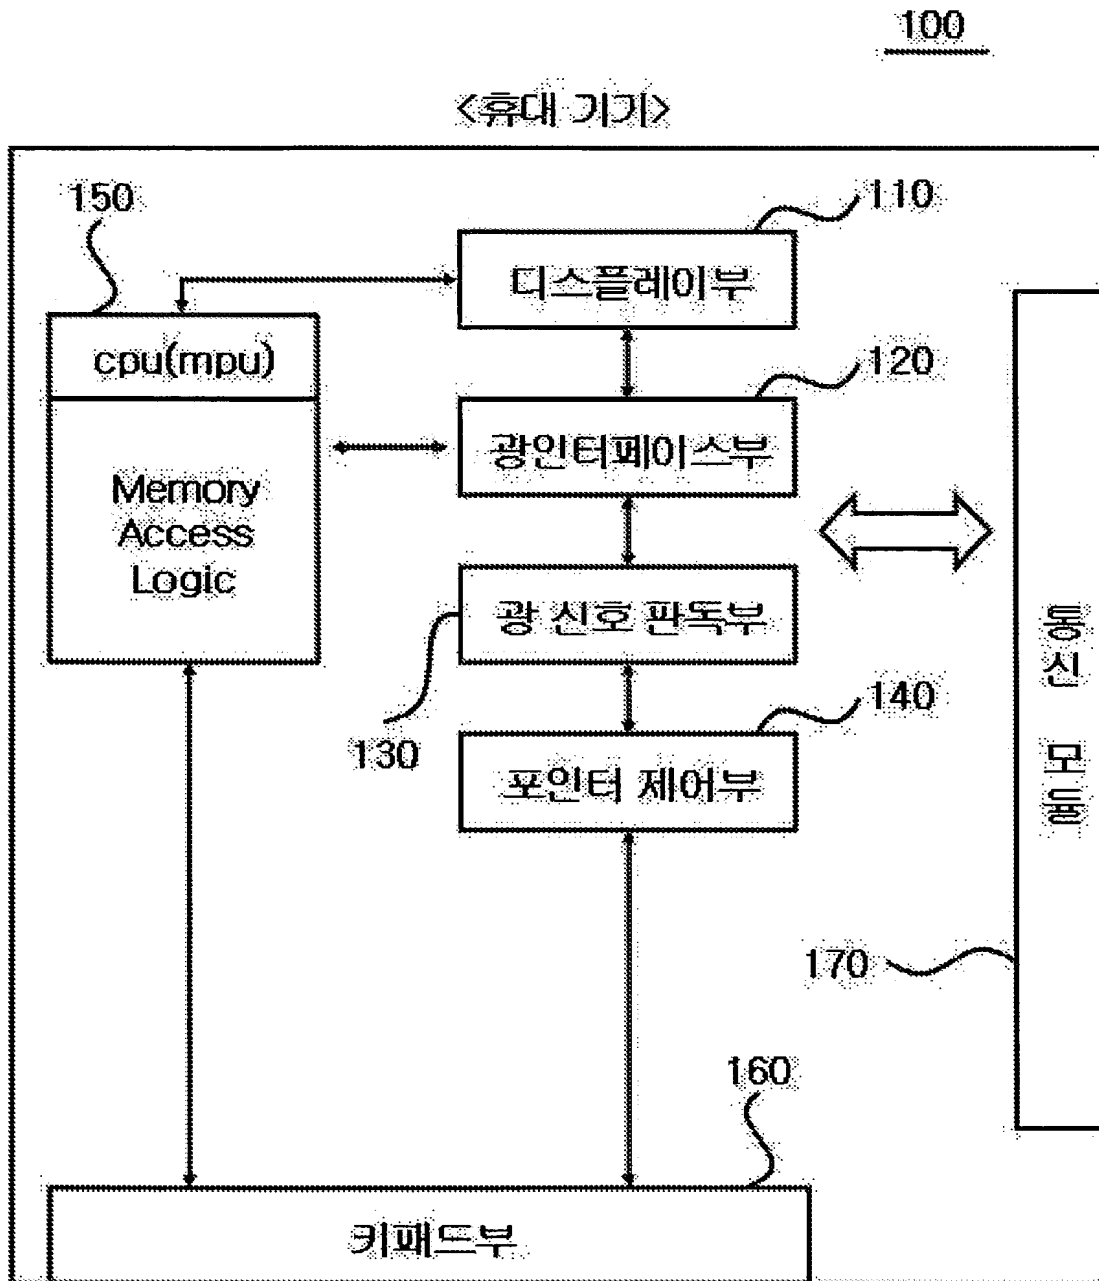 100
<휴대 기기>
150
110
디스플레이부
cpu(mpu)
120
광인터페이스부
Memory
Access
Logic
광 신호 판독부
130
140
포인터 제어부
통신 모듈
170
160
키패드부